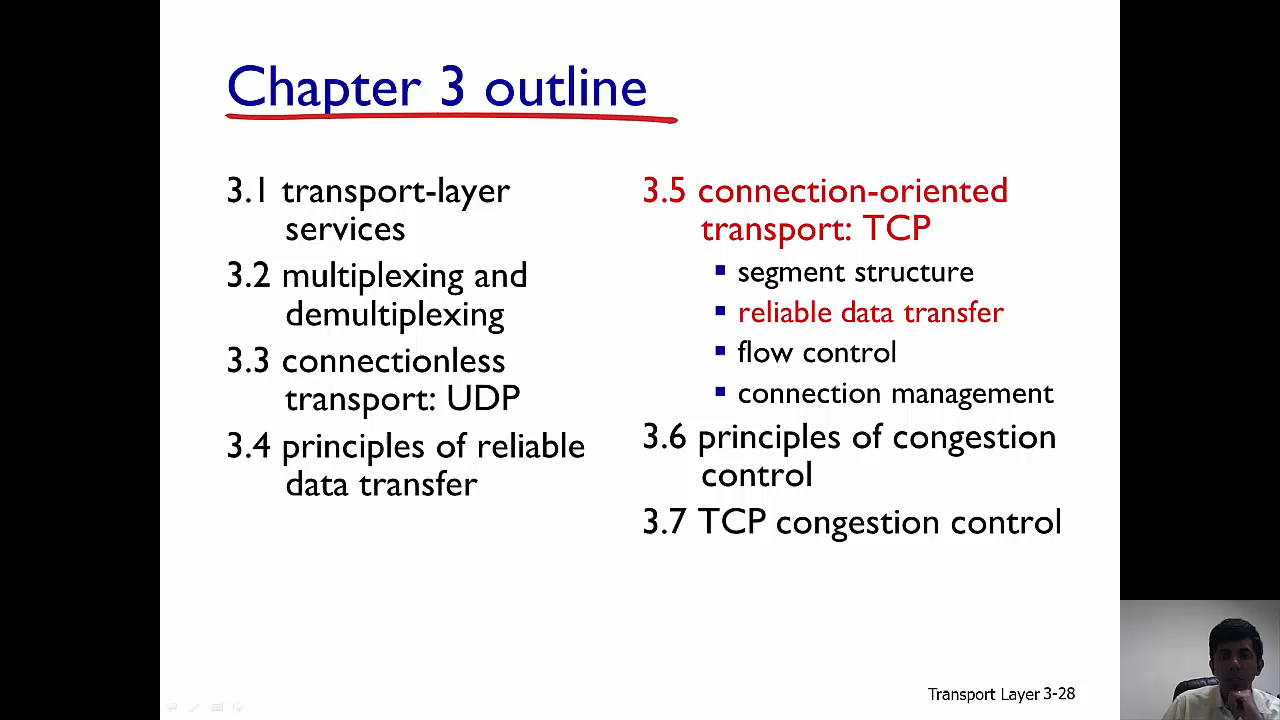 Chapter 3 outline
3.1 transport-layer
services
3.2 multiplexing and
demultiplexing
3.3 connectionless
transport: UDP
3.4 principles of reliable
data transfer
3.5 connection-oriented
transport: TCP
segment structure
reliable data transfer
flow control
connection management
3.6 principles of congestion
control
3.7 TCP congestion control
Transport Layer 3-28